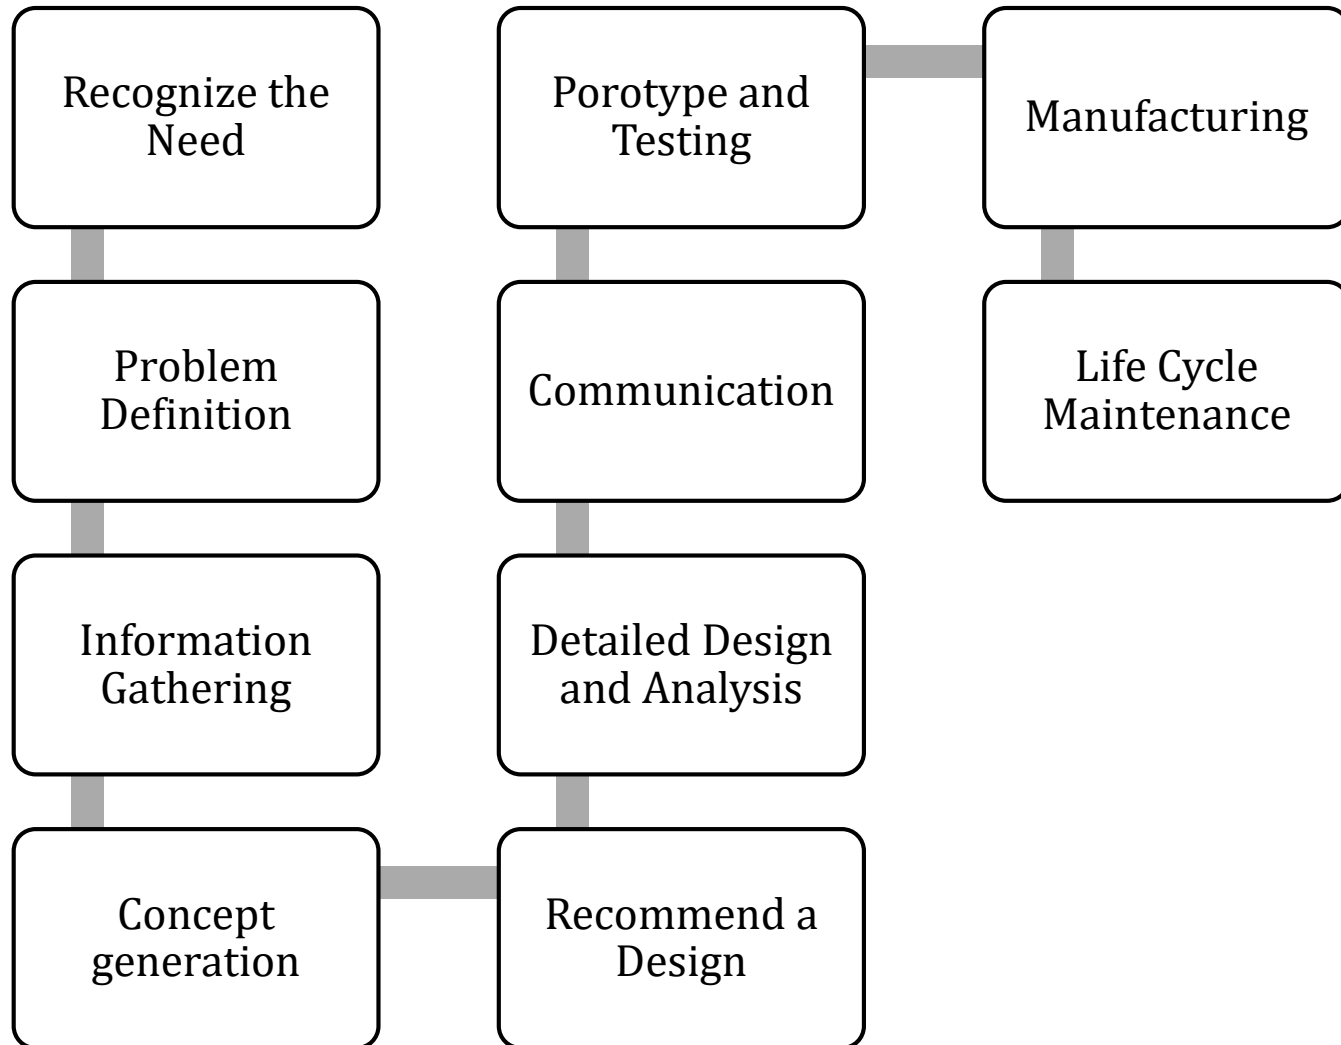 Recognize the
Need
Problem
Definition
Information
Gathering
Concept
generation
Recommend a
Design
Detailed Design
and Analysis
Communication
Porotype and
Testing
Manufacturing
Life Cycle
Maintenance